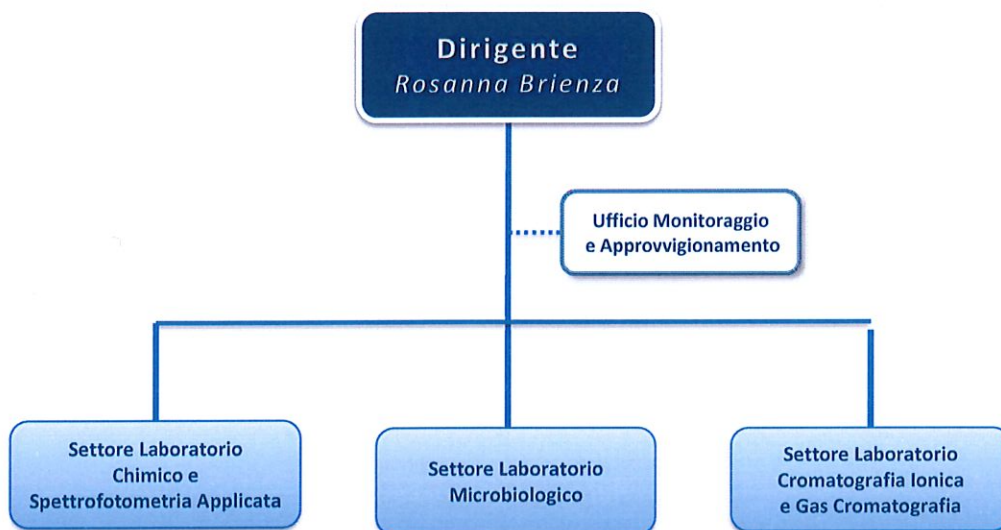 Dirigente
Rosanna Brienza
Ufficio Monitoraggio
e Approvvigionamento
Settore Laboratorio
Chimico e
Spettrofotometria Applicata
Settore Laboratorio
Microbiologico
Settore Laboratorio
Cromatografia Ionica
e Gas Cromatografia